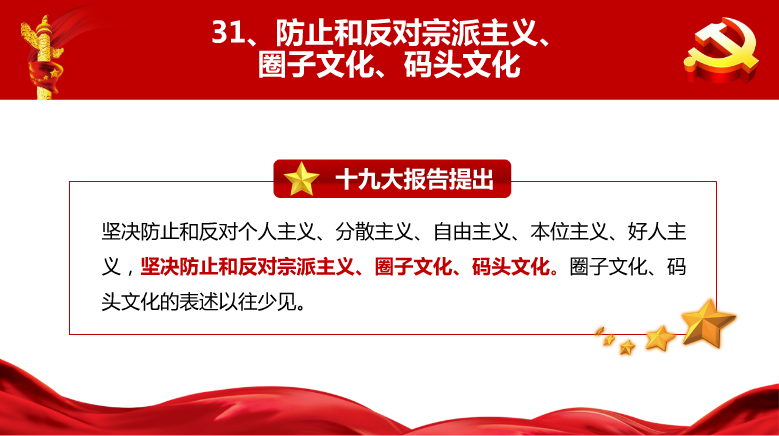 31、防止和反对宗派主义、
圈子文化、码头文化
十九大报告提出
坚决防止和反对个人主义、分散主义、自由主义、本位主义、好人主
义，坚决防止和反对宗派主义、圈子文化、码头文化。圈子文化、码
头文化的表述以往少见。